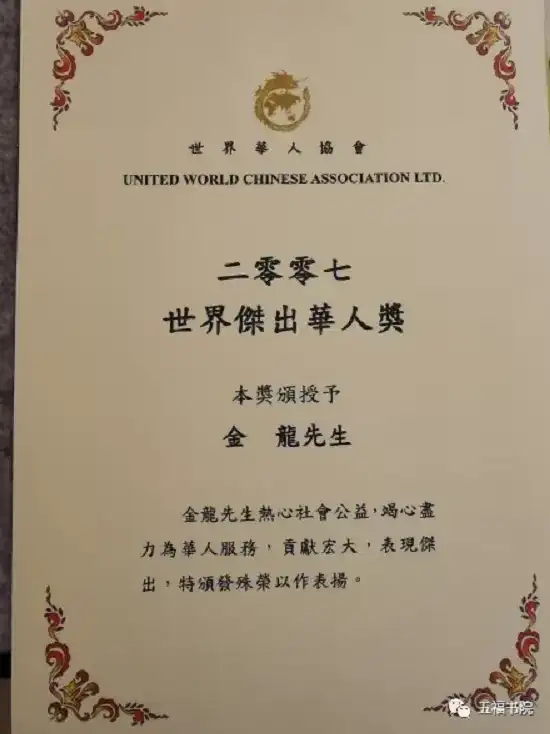 世界華人協會
UNITED WORLD CHINESE ASSOCIATION LTD.
二零零七
世界傑出華人獎
本獎頒授予
金 龍先生
金龍先生熱心社會公益,竭心盡
力為華人服務，貢獻宏大，表現傑
出，特頒發殊榮以作表揚。
五福书院